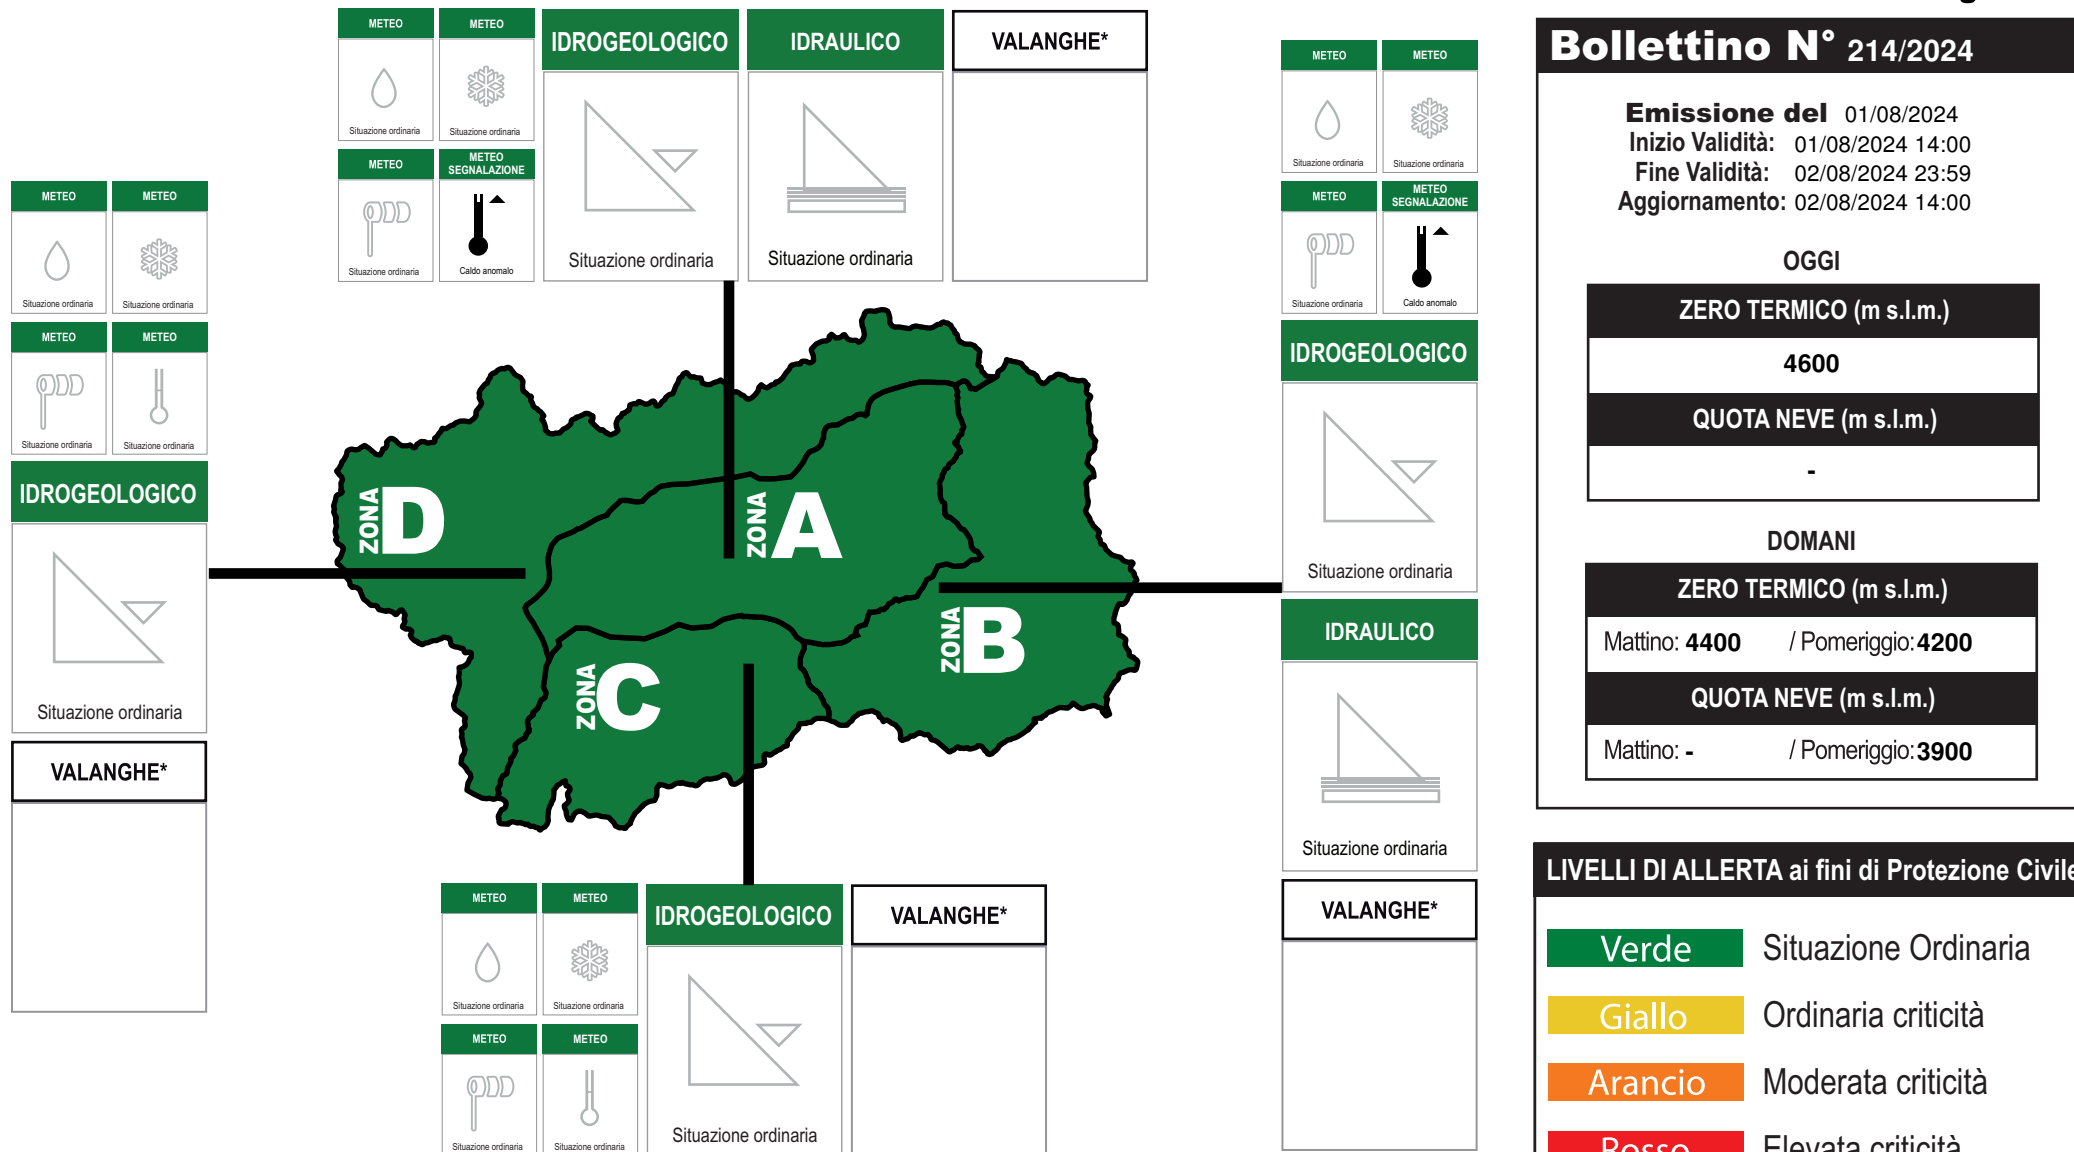 METEO
METEO
Situazione ordinaria
Situazione ordinaria
METEO
METEO SEGNALAZIONE
Situazione ordinaria
Caldo anomalo
IDROGEOLOGICO
Situazione ordinaria
IDRAULICO
Situazione ordinaria
VALANGHE*
METEO
METEO
Situazione ordinaria
Situazione ordinaria
METEO
METEO
Situazione ordinaria
Situazione ordinaria
IDROGEOLOGICO
Situazione ordinaria
VALANGHE*
ZONA D
ZONA A
ZONA B
ZONA C
METEO
METEO
Situazione ordinaria
Situazione ordinaria
METEO
METEO SEGNALAZIONE
Situazione ordinaria
Caldo anomalo
IDROGEOLOGICO
Situazione ordinaria
IDRAULICO
Situazione ordinaria
VALANGHE*
METEO
METEO
Situazione ordinaria
Situazione ordinaria
METEO
METEO
Situazione ordinaria
Situazione ordinaria
IDROGEOLOGICO
Situazione ordinaria
VALANGHE*
Bollettino N° 214/2024
Emissione del 01/08/2024
Inizio Validità: 01/08/2024 14:00
Fine Validità: 02/08/2024 23:59
Aggiornamento: 02/08/2024 14:00
OGGI
ZERO TERMICO (m s.l.m.)
4600
QUOTA NEVE (m s.l.m.)
-
DOMANI
ZERO TERMICO (m s.l.m.)
Mattino: 4400 / Pomeriggio: 4200
QUOTA NEVE (m s.l.m.)
Mattino: - / Pomeriggio: 3900
LIVELLI DI ALLERTA ai fini di Protezione Civile
Verde Situazione Ordinaria
Giallo Ordinaria criticità
Arancio Moderata criticità
Rosso Elevata criticità